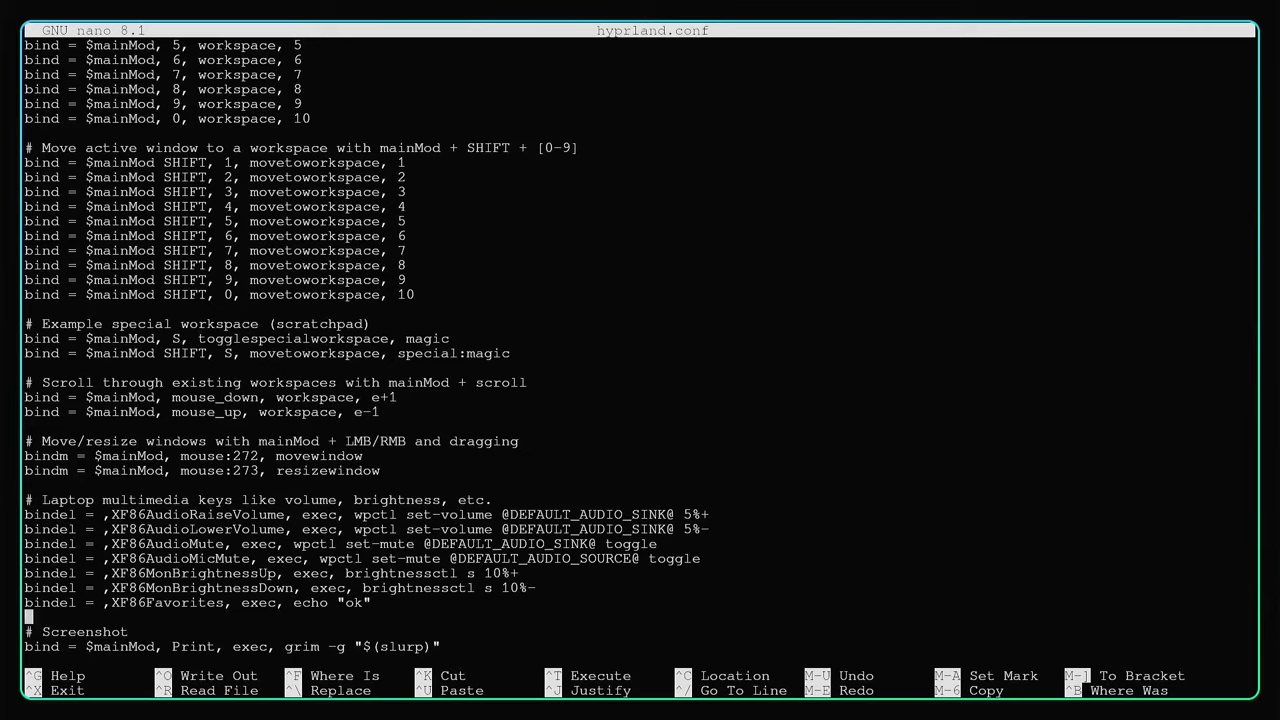 GNU nano 8.1 hyprland.conf
bind = $mainMod, 5, workspace, 5
bind = $mainMod, 6, workspace, 6
bind = $mainMod, 7, workspace, 7
bind = $mainMod, 8, workspace, 8
bind = $mainMod, 9, workspace, 9
bind = $mainMod, 0, workspace, 10

# Move active window to a workspace with mainMod + SHIFT + [0-9]
bind = $mainMod SHIFT, 1, movetoworkspace, 1
bind = $mainMod SHIFT, 2, movetoworkspace, 2
bind = $mainMod SHIFT, 3, movetoworkspace, 3
bind = $mainMod SHIFT, 4, movetoworkspace, 4
bind = $mainMod SHIFT, 5, movetoworkspace, 5
bind = $mainMod SHIFT, 6, movetoworkspace, 6
bind = $mainMod SHIFT, 7, movetoworkspace, 7
bind = $mainMod SHIFT, 8, movetoworkspace, 8
bind = $mainMod SHIFT, 9, movetoworkspace, 9
bind = $mainMod SHIFT, 0, movetoworkspace, 10

# Example special workspace (scratchpad)
bind = $mainMod, S, togglespecialworkspace, magic
bind = $mainMod SHIFT, S, movetoworkspace, special:magic

# Scroll through existing workspaces with mainMod + scroll
bind = $mainMod, mouse_down, workspace, e+1
bind = $mainMod, mouse_up, workspace, e-1

# Move/resize windows with mainMod + LMB/RMB and dragging
bindm = $mainMod, mouse:272, movewindow
bindm = $mainMod, mouse:273, resizewindow

# Laptop multimedia keys like volume, brightness, etc.
bindel = ,XF86AudioRaiseVolume, exec, wpctl set-volume @DEFAULT_AUDIO_SINK@ 5%+
bindel = ,XF86AudioLowerVolume, exec, wpctl set-volume @DEFAULT_AUDIO_SINK@ 5%-
bindel = ,XF86AudioMute, exec, wpctl set-mute @DEFAULT_AUDIO_SINK@ toggle
bindel = ,XF86AudioMicMute, exec, wpctl set-mute @DEFAULT_AUDIO_SOURCE@ toggle
bindel = ,XF86MonBrightnessUp, exec, brightnessctl s 10%+
bindel = ,XF86MonBrightnessDown, exec, brightnessctl s 10%-
bindel = ,XF86Favorites, exec, echo "ok"

# Screenshot
bind = $mainMod, Print, exec, grim -g "$(slurp)"

^G Help ^O Write Out ^F Where Is ^K Cut ^T Execute ^C Location M-U Undo M-A Set Mark M-] To Bracket
^X Exit ^R Read File ^\ Replace ^U Paste ^J Justify ^/ Go To Line M-E Redo M-6 Copy ^B Where Was